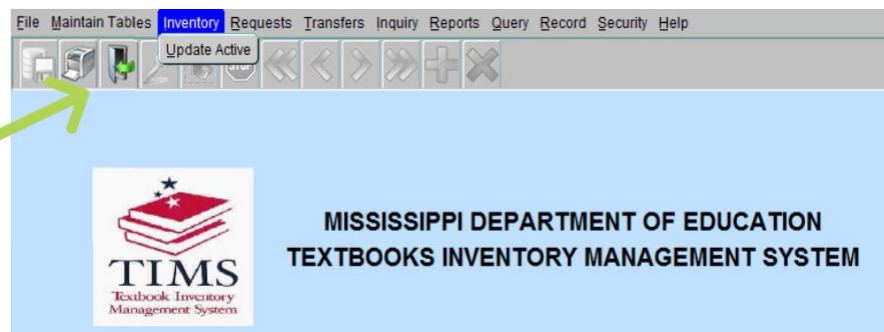 File Maintain Tables Inventory Requests Transfers Inquiry Reports Query Record Security Help
Update Active
STOP
MISSISSIPPI DEPARTMENT OF EDUCATION
TEXTBOOKS INVENTORY MANAGEMENT SYSTEM
TIMS
Textbook Inventory
Management System